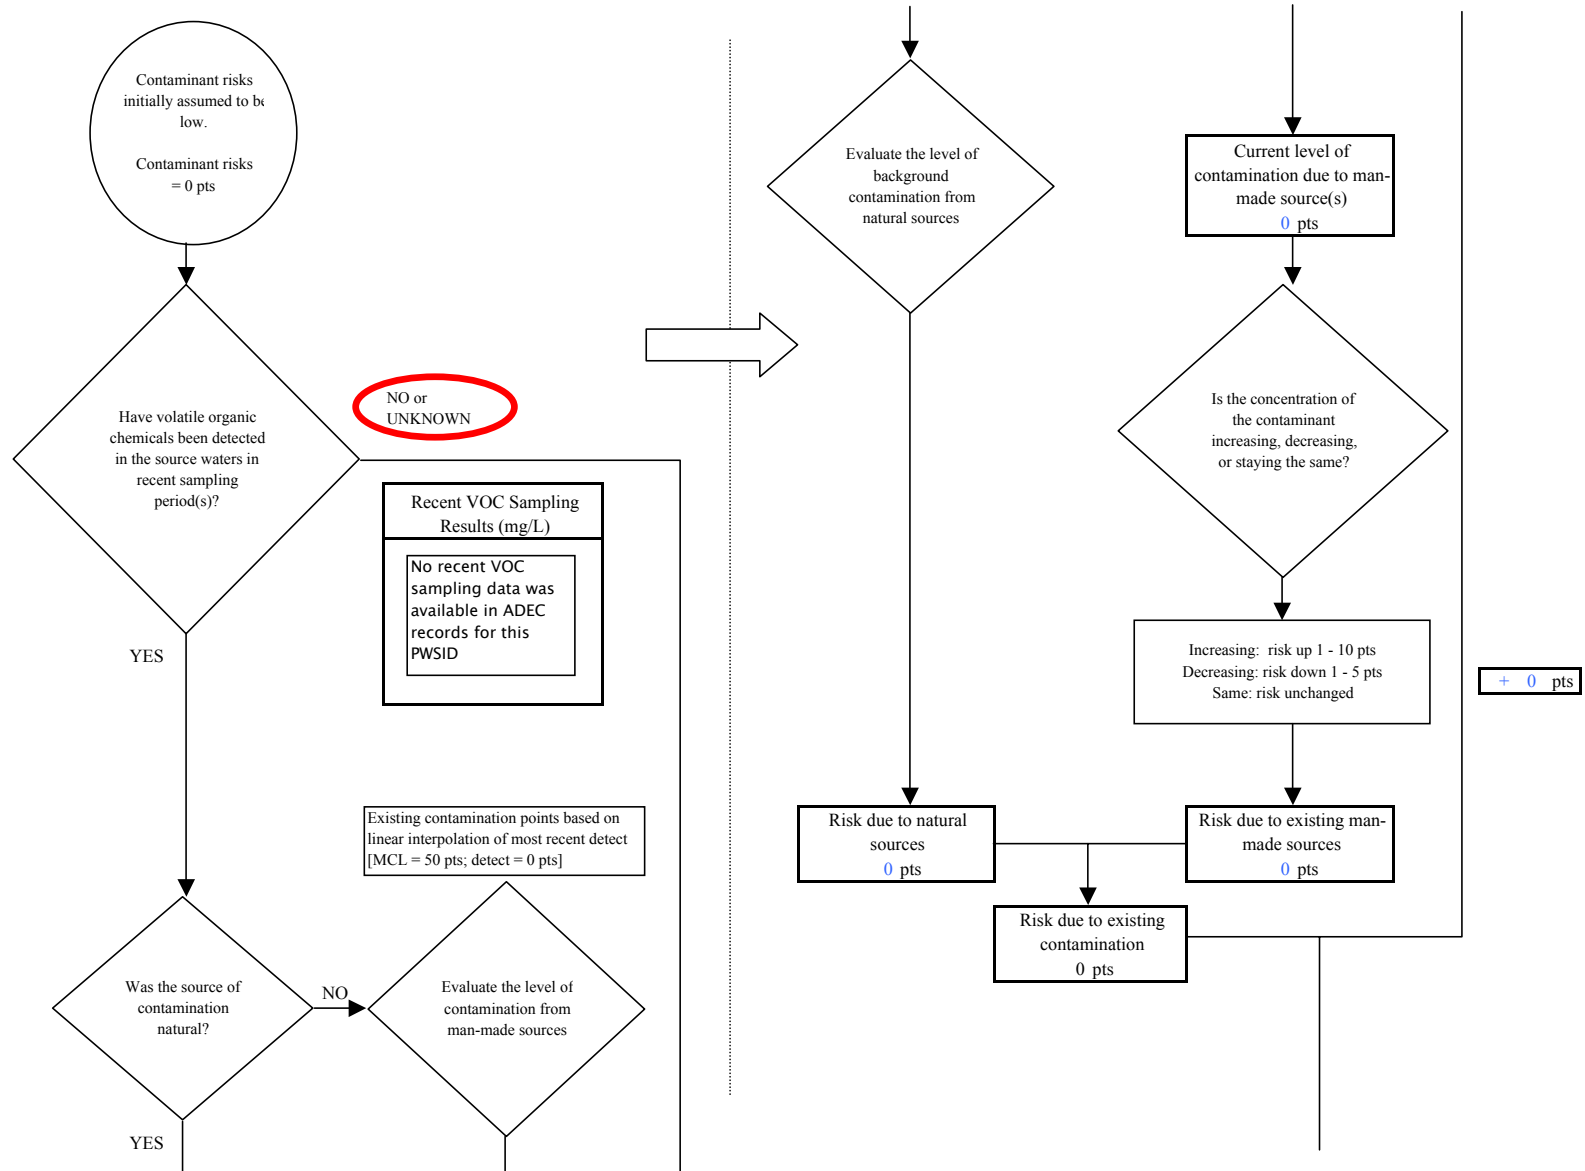 Contaminant risks
initially assumed to be
low.
Contaminant risks
= 0 pts
Have volatile organic
chemicals been detected
in the source waters in
recent sampling
period(s)?
NO or
UNKNOWN
Recent VOC Sampling
Results (mg/L)
No recent VOC
sampling data was
available in ADEC
records for this
PWSID
YES
Existing contamination points based on
linear interpolation of most recent detect
[MCL = 50 pts; detect = 0 pts]
Was the source of
contamination
natural?
NO
Evaluate the level of
contamination from
man-made sources
YES
Evaluate the level of
background
contamination from
natural sources
Current level of
contamination due to man-
made source(s)
0 pts
Is the concentration of
the contaminant
increasing, decreasing,
or staying the same?
Increasing: risk up 1 - 10 pts
Decreasing: risk down 1 - 5 pts
Same: risk unchanged
+ 0 pts
Risk due to natural
sources
0 pts
Risk due to existing man-
made sources
0 pts
Risk due to existing
contamination
0 pts